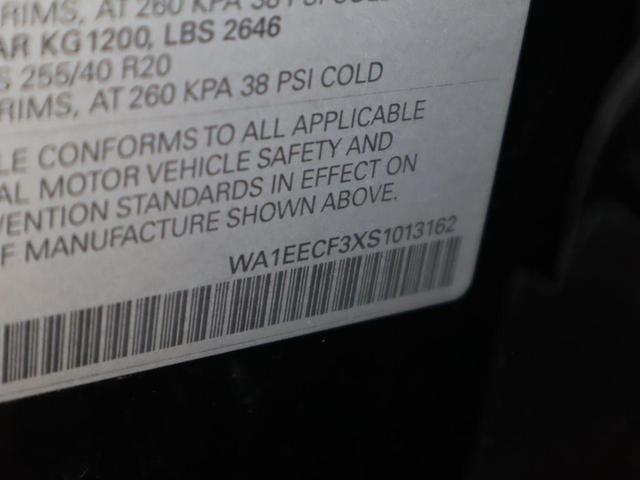 RIMS, AT 260 KPA 38 PSI COLD
AR KG1200, LBS 2646
S 255/40 R20
RIMS, AT 260 KPA 38 PSI COLD
LE CONFORMS TO ALL APPLICABLE
AL MOTOR VEHICLE SAFETY AND
VENTION STANDARDS IN EFFECT ON
F MANUFACTURE SHOWN ABOVE.
WA1EECF3XS1013162